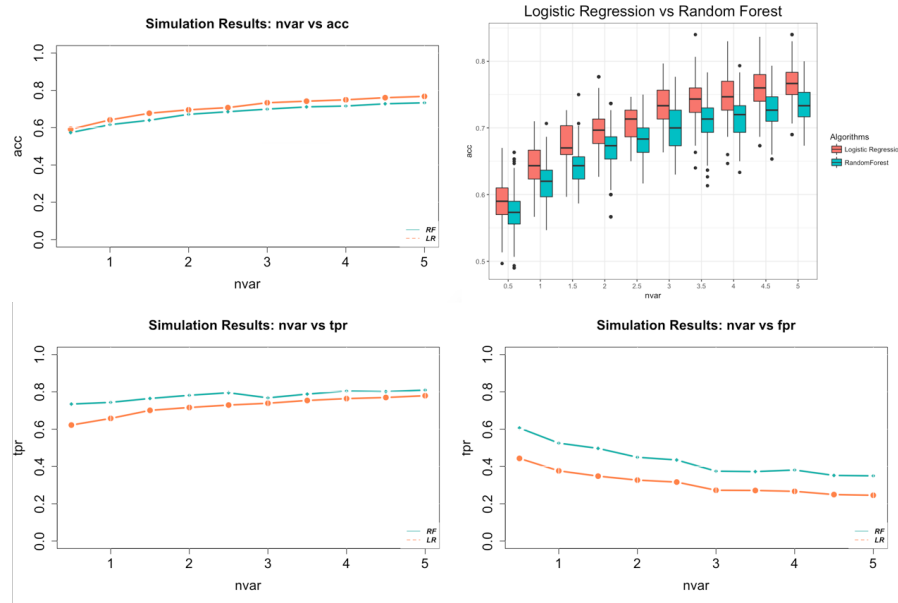 Simulation Results: nvar vs acc
acc
0.0 0.2 0.4 0.6 0.8 1.0
1 2 3 4 5
nvar
RF
LR
Logistic Regression vs Random Forest
acc
0.8
0.7
0.6
0.5
0.5 1 1.5 2 2.5 3 3.5 4 4.5 5
nvar
Algorithms
Logistic Regressic
RandomForest
Simulation Results: nvar vs tpr
tpr
0.0 0.2 0.4 0.6 0.8 1.0
1 2 3 4 5
nvar
RF
LR
Simulation Results: nvar vs fpr
tpr
0.0 0.2 0.4 0.6 0.8 1.0
1 2 3 4 5
nvar
RF
LR